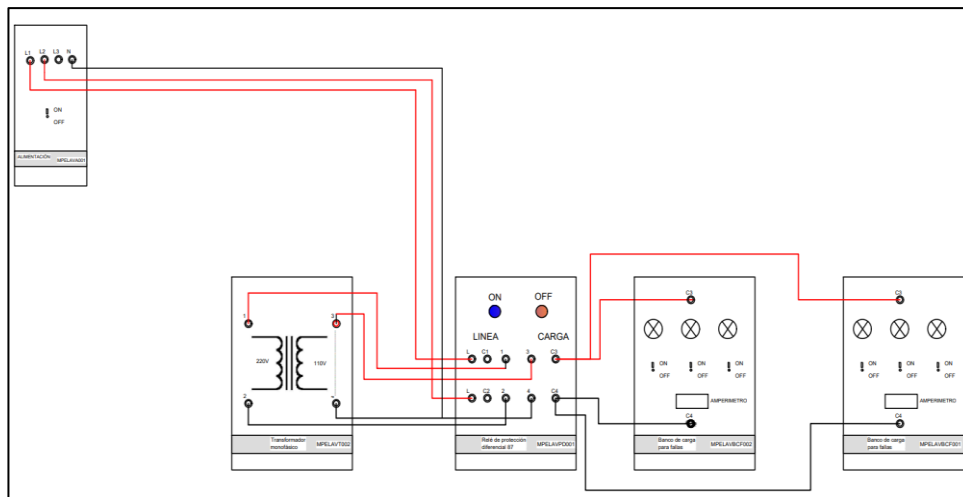 L1 L2 L3 N
ON
OFF
ALIMENTACIÓN MPELAVA001
1 3
220V 110V
2
Transformador monofásico MPELAVT002
ON OFF
LINEA CARGA
L C1 1 3 C3
L C2 2 4 C4
Relé de protección diferencial 87 MPELAVPD001
C3
ON ON ON
OFF OFF OFF
AMPERIMETRO
C4
Banco de carga para fallas MPELAVBCF002
C3
ON ON ON
OFF OFF OFF
AMPERIMETRO
C4
Banco de carga para fallas MPELAVBCF001